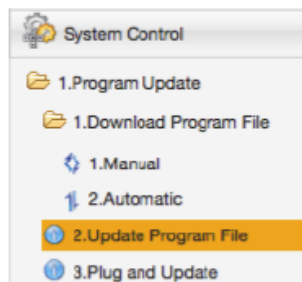 System Control
1.Program Update
1.Download Program File
1.Manual
2.Automatic
2.Update Program File
3.Plug and Update